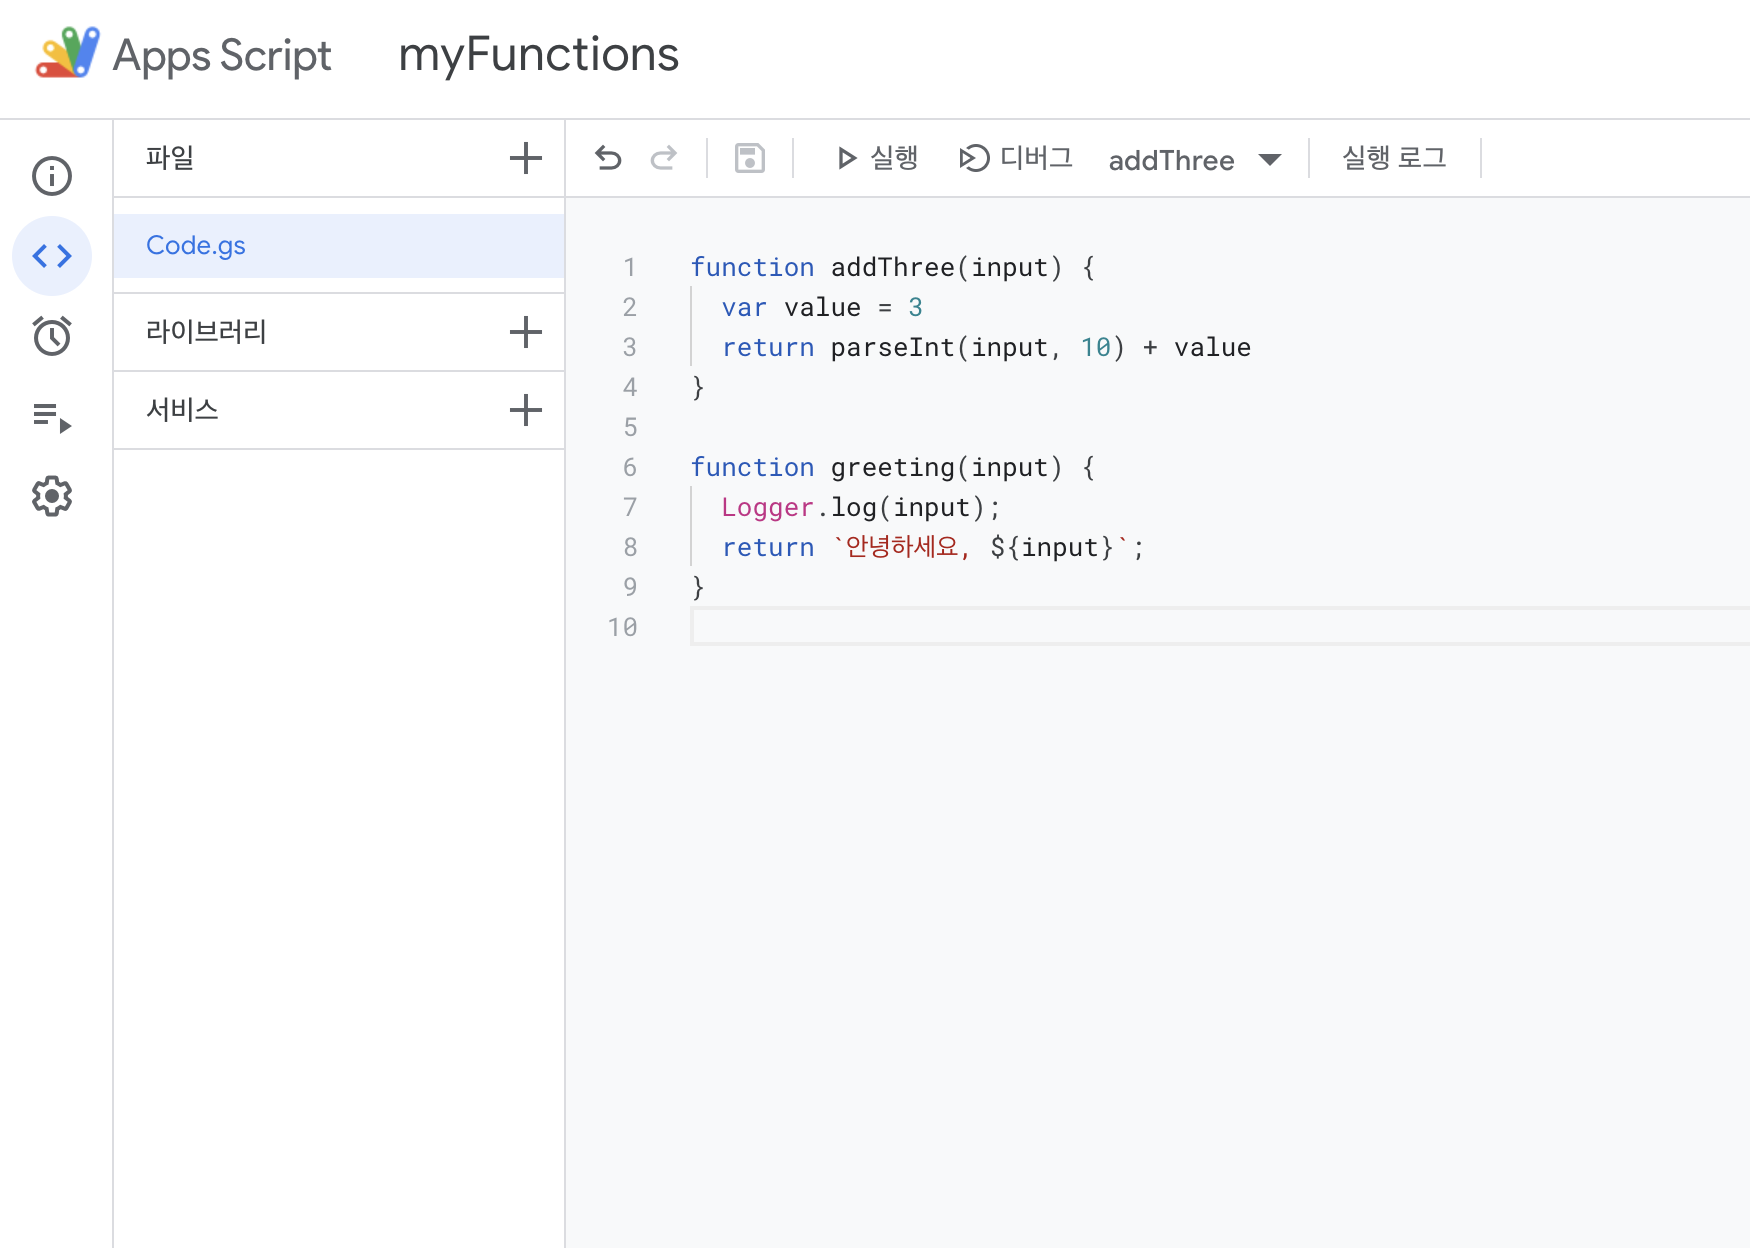 Apps Script myFunctions
파일
실행 디버그 addThree 실행 로그
Code.gs
라이브러리
서비스
1 function addThree(input) {
2 var value = 3
3 return parseInt(input, 10) + value
4 }
5
6 function greeting(input) {
7 Logger.log(input);
8 return `안녕하세요, ${input}`;
9 }
10